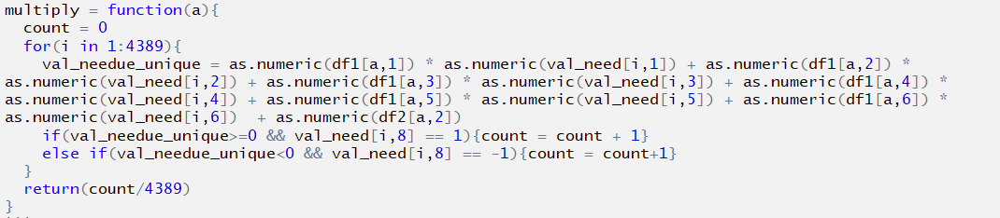 multiply = function(a){
  count = 0
  for(i in 1:4389){
    val_needue_unique = as.numeric(df1[a,1]) * as.numeric(val_need[i,1]) + as.numeric(df1[a,2]) *
as.numeric(val_need[i,2]) + as.numeric(df1[a,3]) * as.numeric(val_need[i,3]) + as.numeric(df1[a,4]) *
as.numeric(val_need[i,4]) + as.numeric(df1[a,5]) * as.numeric(val_need[i,5]) + as.numeric(df1[a,6]) *
as.numeric(val_need[i,6])  + as.numeric(df2[a,2])
    if(val_needue_unique>=0 && val_need[i,8] == 1){count = count + 1}
    else if(val_needue_unique<0 && val_need[i,8] == -1){count = count+1}
  }
  return(count/4389)
}